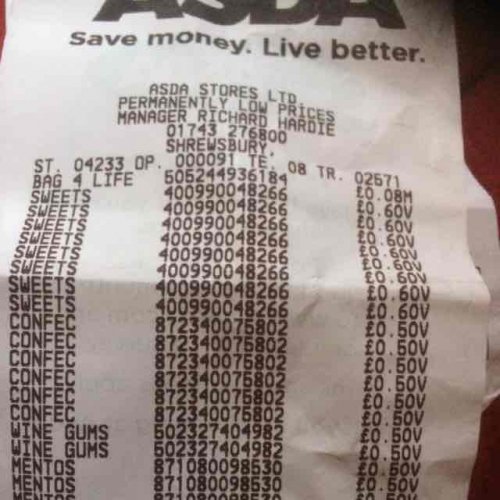 ASDA
Save money. Live better.
ASDA STORES LTD
PERMANENTLY LOW PRICES
MANAGER RICHARD HARDIE
01743 276800
SHREWSBURY,
ST. 04233 OP. 000091 TE. 08 TR. 02571
BAG 4 LIFE 505244936184 £0.08M
SWEETS 400990048266 £0.60V
SWEETS 400990048266 £0.60V
SWEETS 400990048266 £0.60V
SWEETS 400990048266 £0.60V
SWEETS 400990048266 £0.60V
SWEETS 400990048266 £0.60V
SWEETS 400990048266 £0.60V
SWEETS 400990048266 £0.60V
CONFEC 872340075802 £0.50V
CONFEC 872340075802 £0.50V
CONFEC 872340075802 £0.50V
CONFEC 872340075802 £0.50V
CONFEC 872340075802 £0.50V
CONFEC 872340075802 £0.50V
CONFEC 872340075802 £0.50V
WINE GUMS 502327404982 £0.50V
WINE GUMS 502327404982 £0.50V
MENTOS 871080098530 £0.50V
MENTOS 871080098530 £0.50V